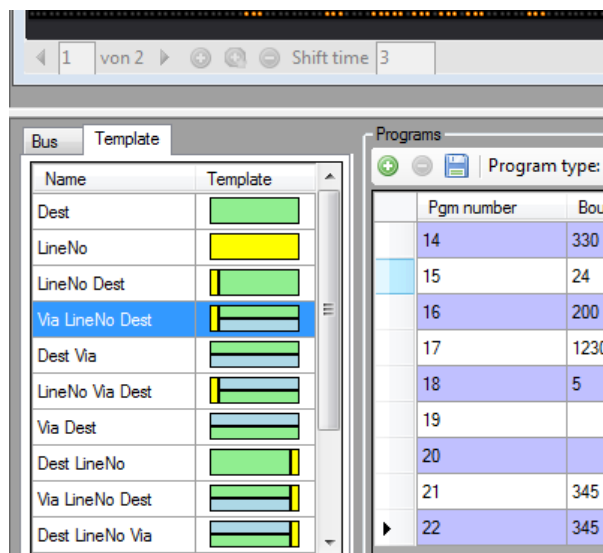 1 von 2 Shift time 3
Bus Template
Name Template
Dest
LineNo
LineNo Dest
Via LineNo Dest
Dest Via
LineNo Via Dest
Via Dest
Dest LineNo
Via LineNo Dest
Dest LineNo Via
Programs
Program type:
Pgm number Bou
14 330
15 24
16 200
17 1230
18 5
19
20
21 345
22 345